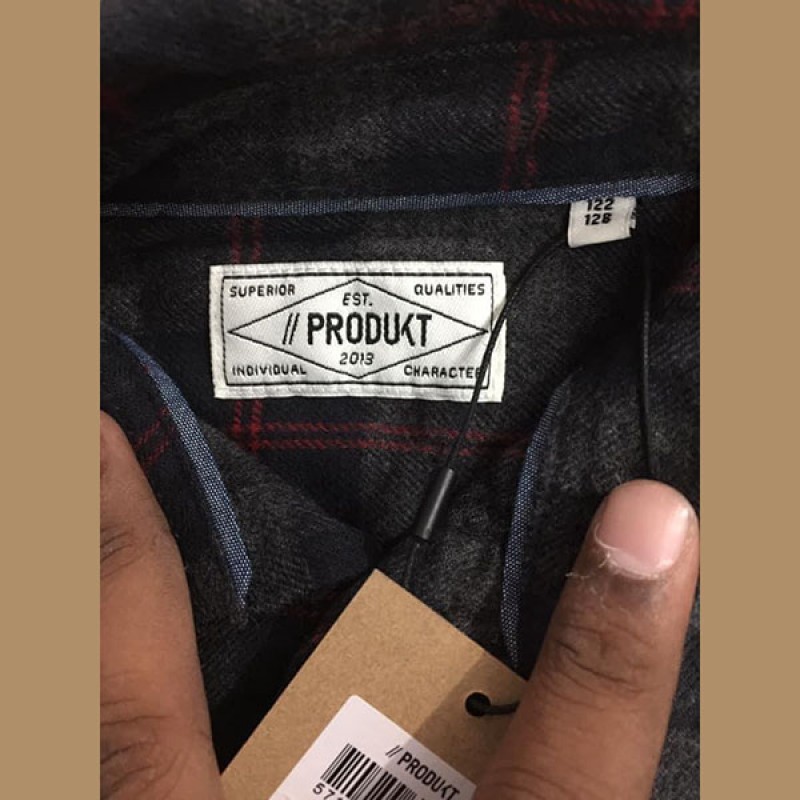 122
128
SUPERIOR QUALITIES
EST.
// PRODUKT
2013
INDIVIDUAL CHARACTER
// PRODUKT